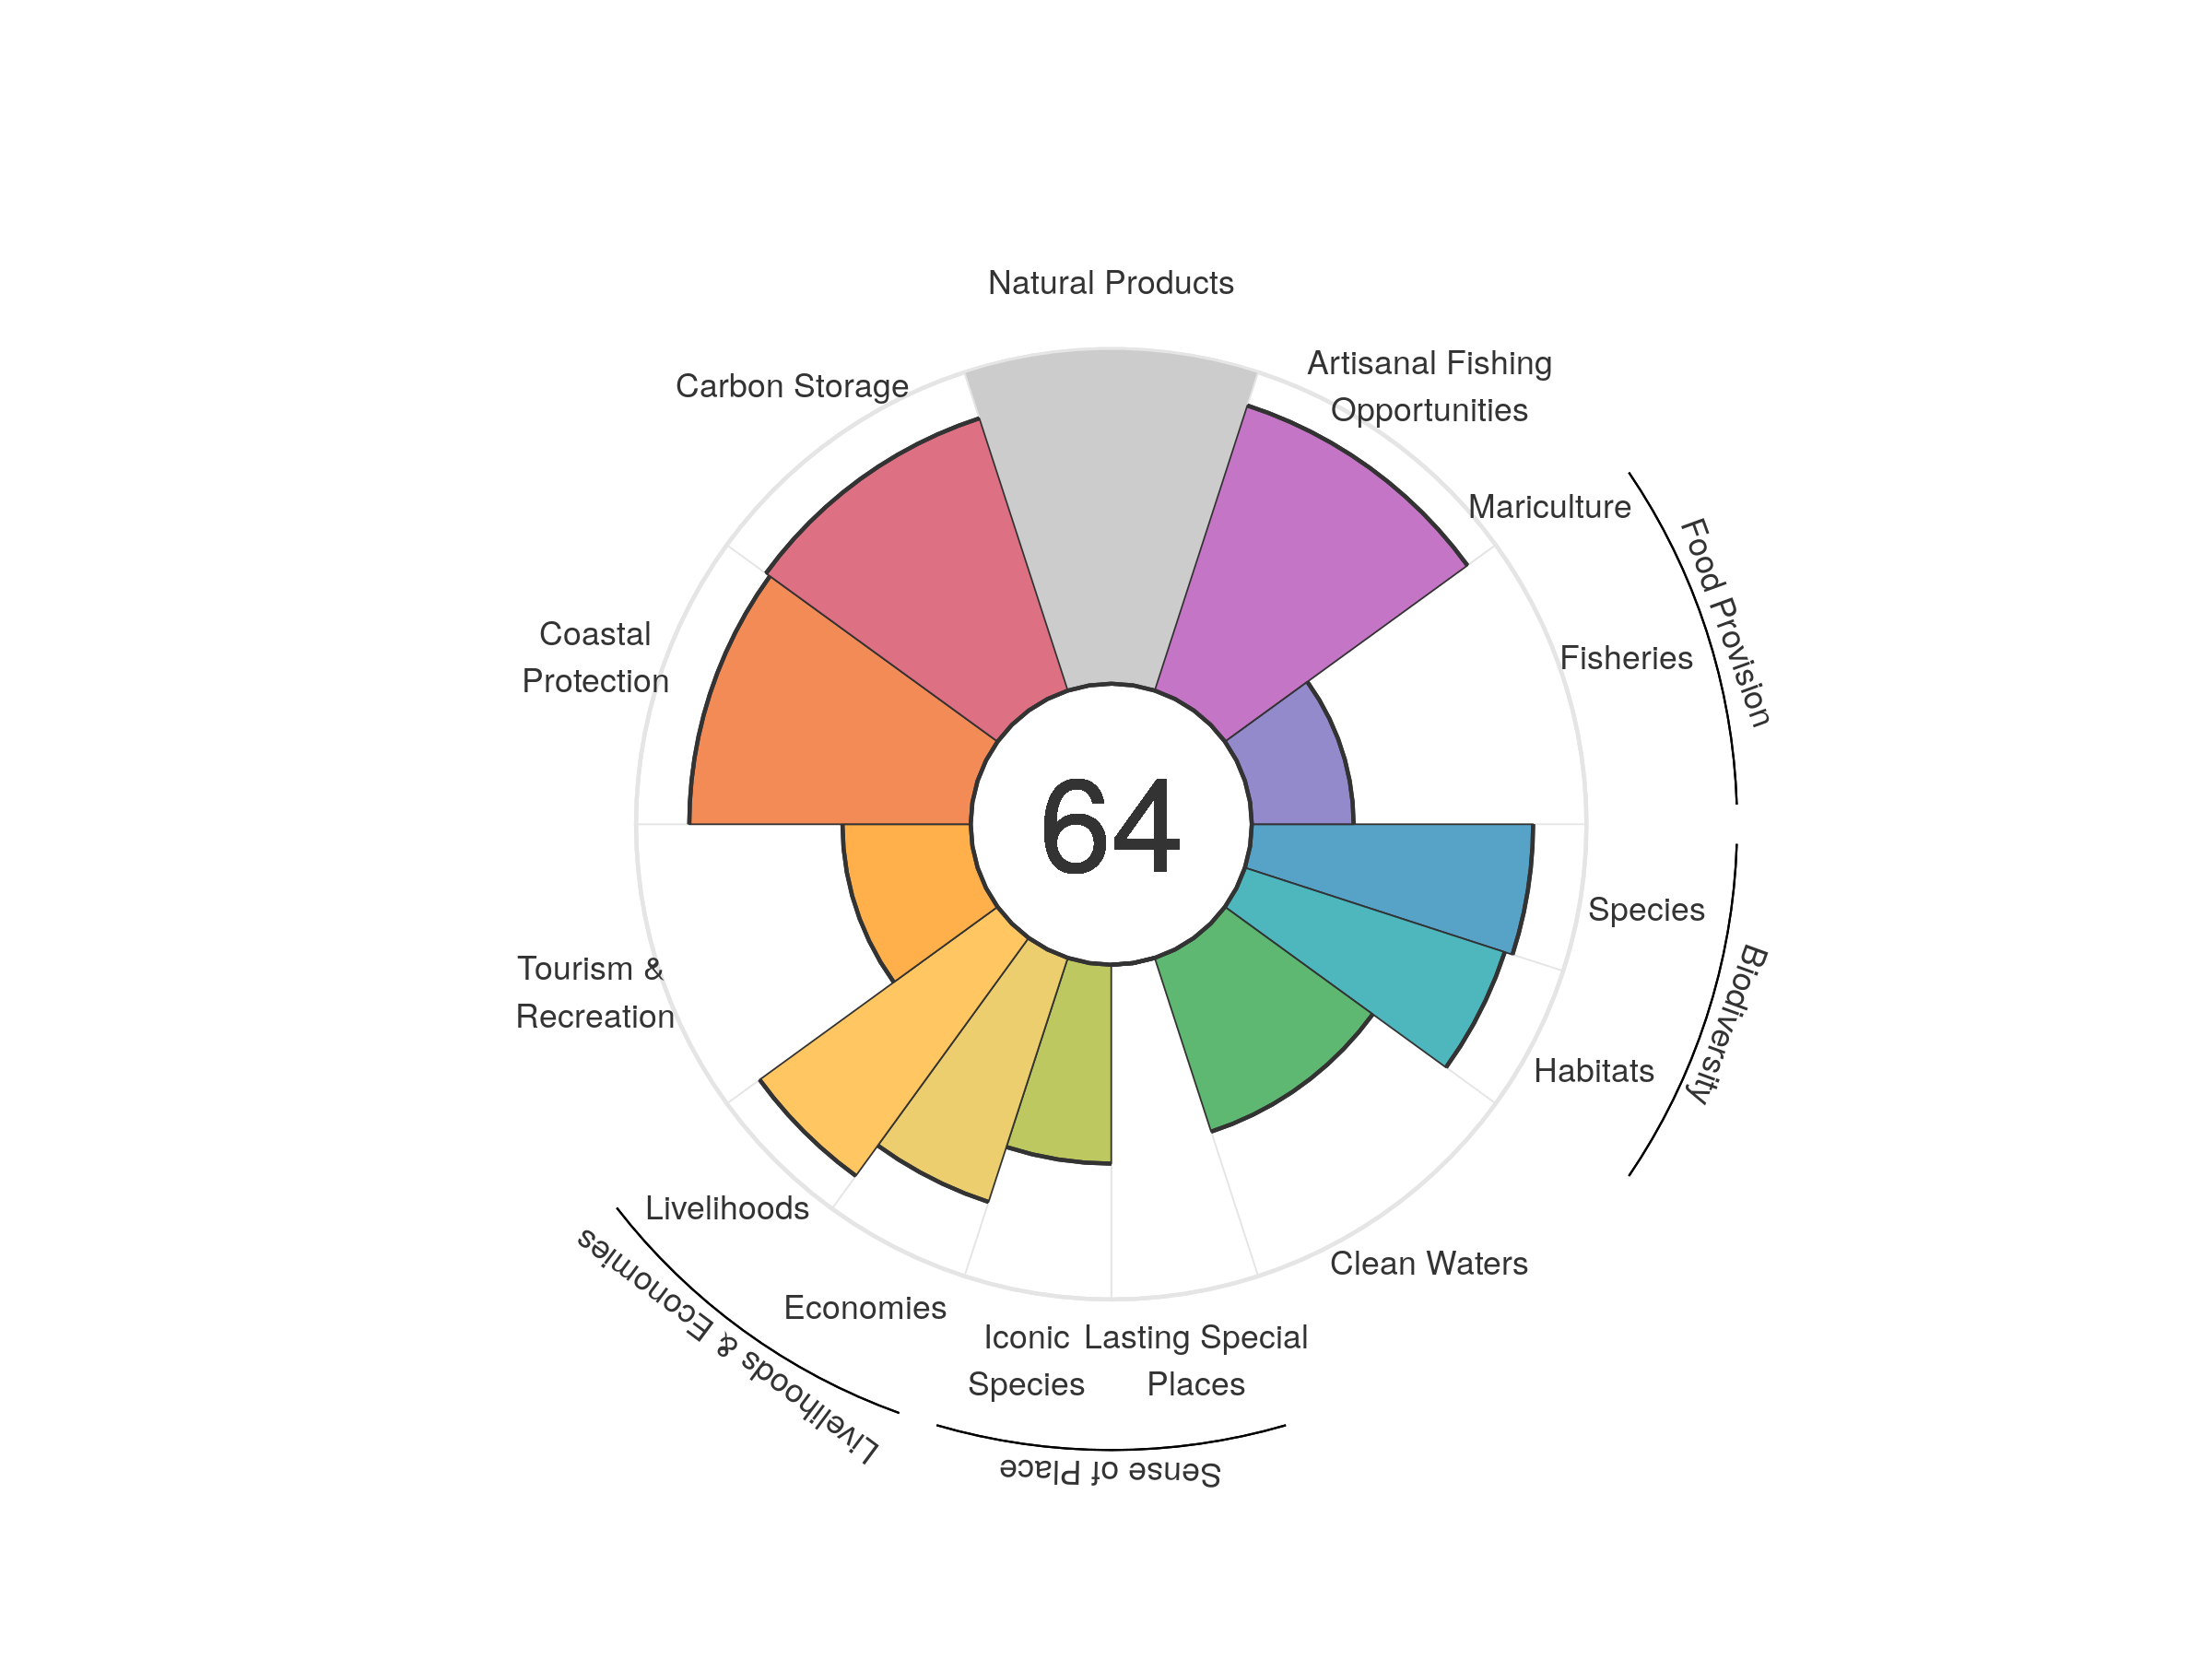 Natural Products
Artisanal Fishing
Opportunities
Carbon Storage
Mariculture
Food Provision
Fisheries
Coastal
Protection
64
Species
Biodiversity
Habitats
Tourism &
Recreation
Livelihoods
Livelihoods & Economies
Economies
Clean Waters
Iconic
Species
Lasting Special
Places
Sense of Place